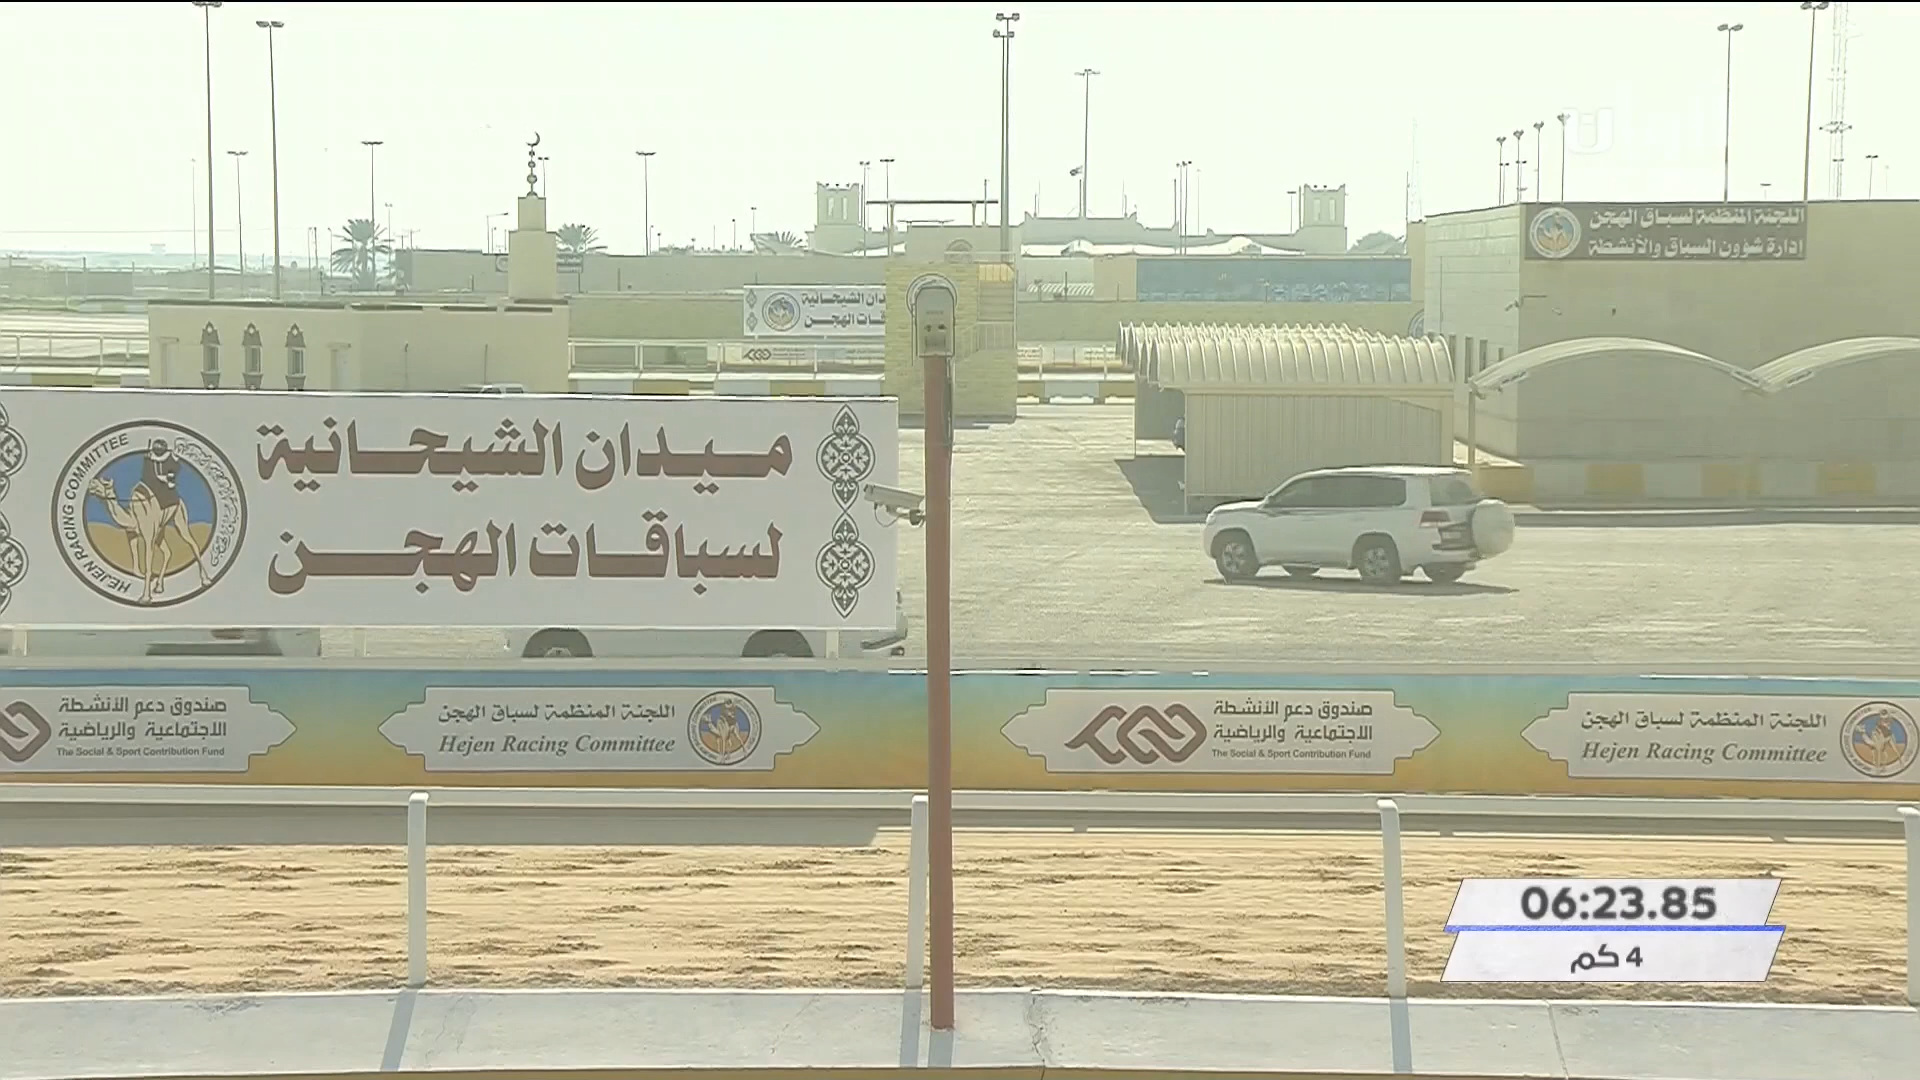 اللجنة المنظمة لسباق الهجن
إدارة شؤون السباق والأنشطة
الشيحانية
ميدان الشيحانية
لسباقات الهجن
HEJEN RACING COMMITTEE
صندوق دعم الأنشطة
الاجتماعية والرياضية
The Social & Sport Contribution Fund
اللجنة المنظمة لسباق الهجن
Hejen Racing Committee
صندوق دعم الأنشطة
الاجتماعية والرياضية
The Social & Sport Contribution Fund
اللجنة المنظمة لسباق الهجن
Hejen Racing Committee
06:23.85
4 كم